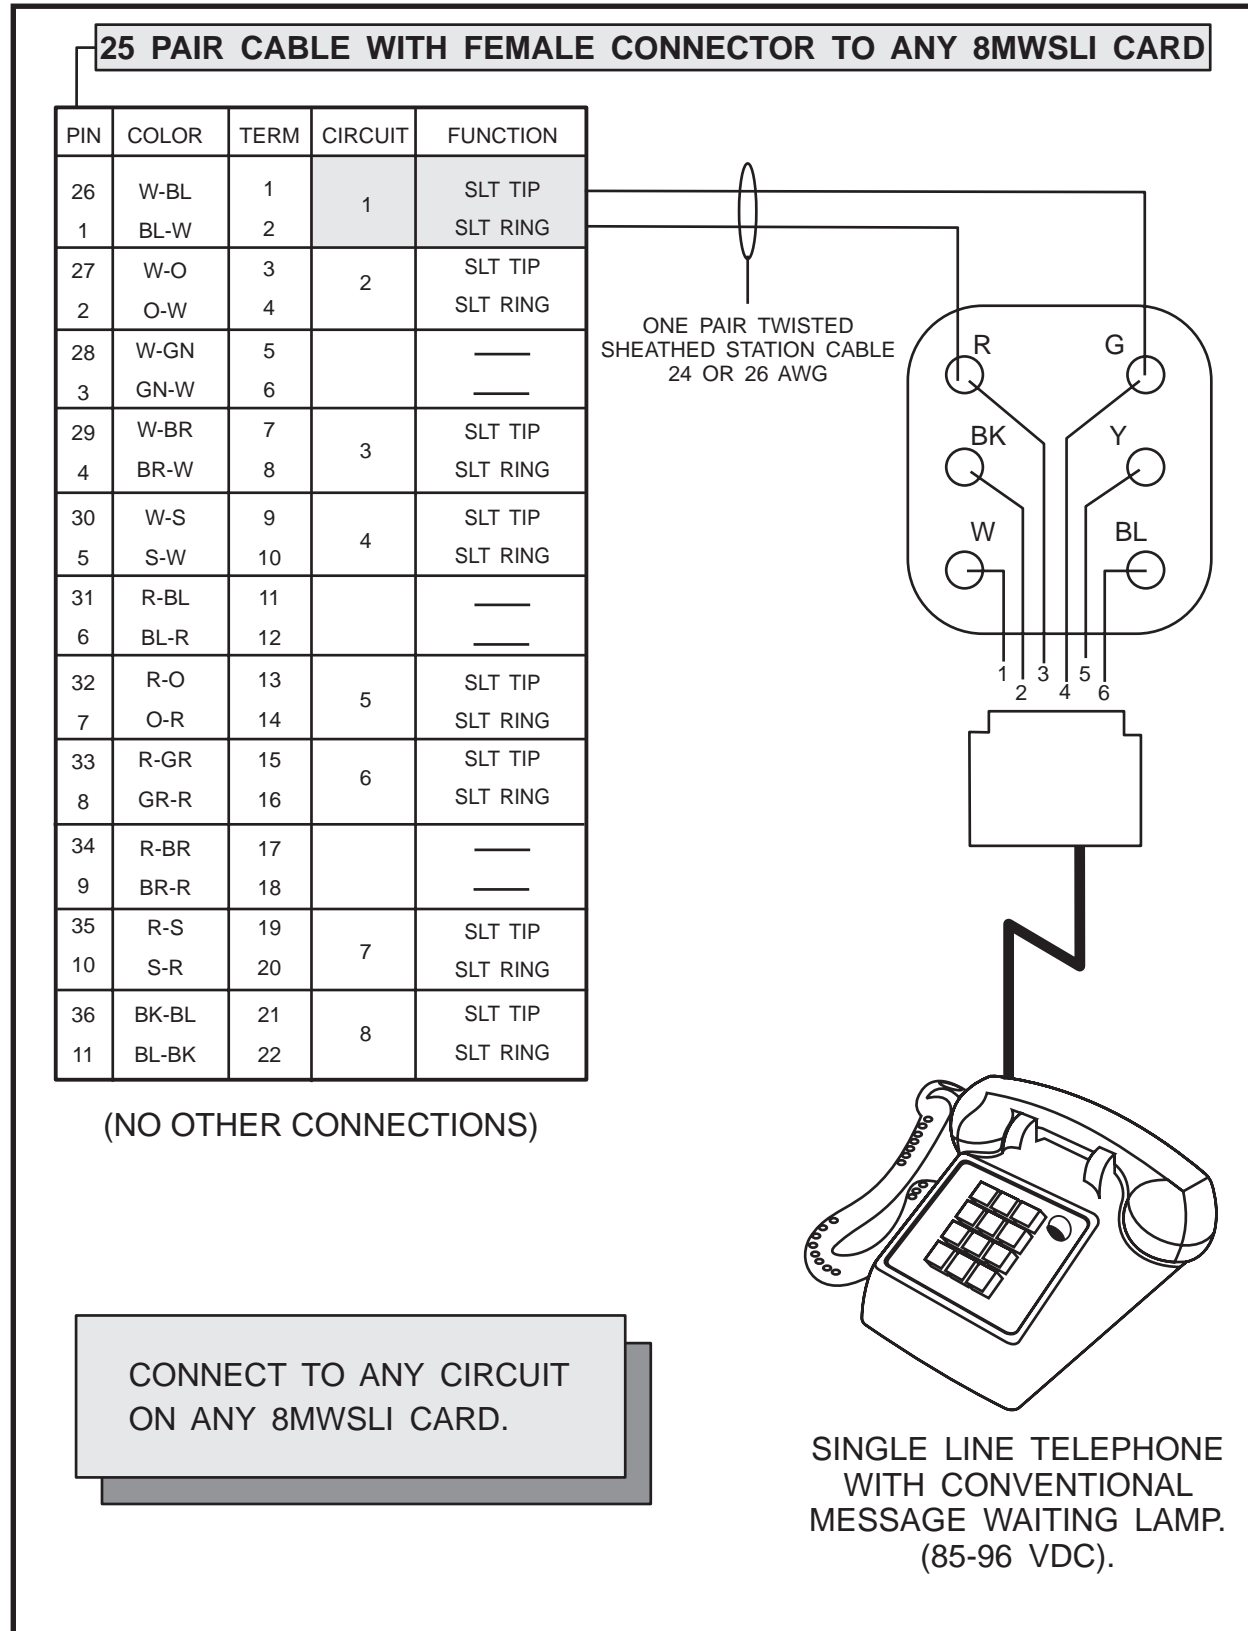 25 PAIR CABLE WITH FEMALE CONNECTOR TO ANY 8MWSLI CARD
PIN COLOR TERM CIRCUIT FUNCTION
26 W-BL 1 1 SLT TIP
1 BL-W 2 SLT RING
27 W-O 3 2 SLT TIP
2 O-W 4 SLT RING
28 W-GN 5
3 GN-W 6
29 W-BR 7 3 SLT TIP
4 BR-W 8 SLT RING
30 W-S 9 4 SLT TIP
5 S-W 10 SLT RING
31 R-BL 11
6 BL-R 12
32 R-O 13 5 SLT TIP
7 O-R 14 SLT RING
33 R-GR 15 6 SLT TIP
8 GR-R 16 SLT RING
34 R-BR 17
9 BR-R 18
35 R-S 19 7 SLT TIP
10 S-R 20 SLT RING
36 BK-BL 21 8 SLT TIP
11 BL-BK 22 SLT RING
(NO OTHER CONNECTIONS)
ONE PAIR TWISTED
SHEATHED STATION CABLE
24 OR 26 AWG
R G
BK Y
W BL
1 2 3 4 5 6
CONNECT TO ANY CIRCUIT
ON ANY 8MWSLI CARD.
SINGLE LINE TELEPHONE
WITH CONVENTIONAL
MESSAGE WAITING LAMP.
(85-96 VDC).